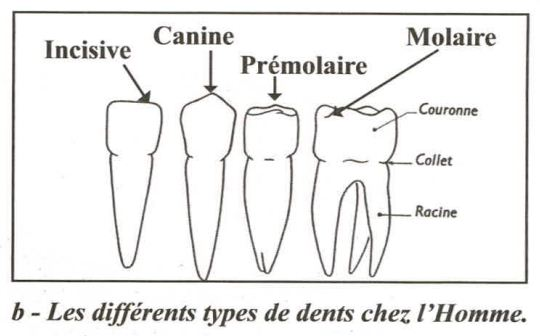 Incisive
Canine
Prémolaire
Molaire
Couronne
Collet
Racine
b - Les différents types de dents chez l'Homme.